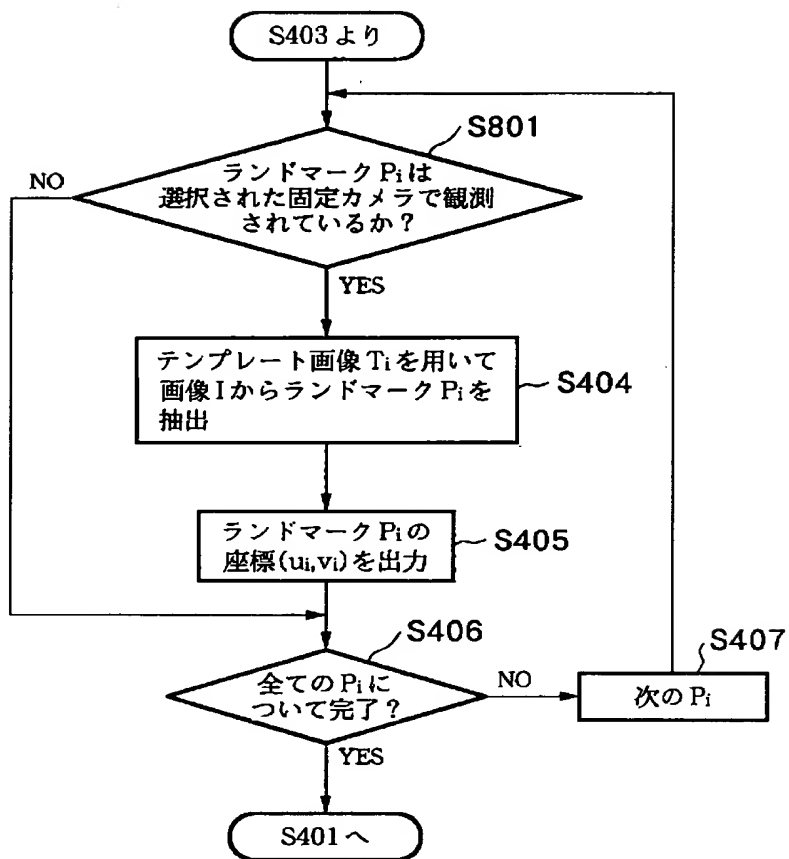 S403より
S801
ランドマークPiは
選択された固定カメラで観測
されているか?
NO
YES
テンプレート画像Tiを用いて
画像IからランドマークPiを
抽出
S404
ランドマークPiの
座標(ui,vi)を出力
S405
S406
全てのPiに
ついて完了?
NO
S407
次のPi
YES
S401へ